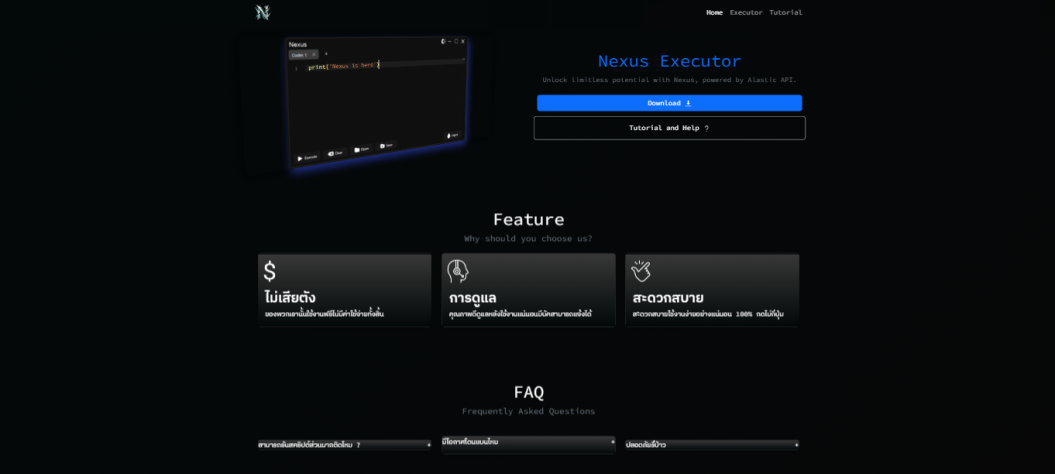 Home Executor Tutorial
Nexus
Codex 1 × +
1 print("Nexus is here")
Execute Clear Open Save Inject
Nexus Executor
Unlock limitless potential with Nexus, powered by Alastic API.
Download
Tutorial and Help ?
Feature
Why should you choose us?
$
ไม่เสียตัง
ของพวกเรานั้นใช้งานฟรีไม่มีค่าใช้จ่ายทั้งสิ้น
การดูแล
คุณภาพดีดูแลหลังใช้งานแน่นอนมีบัคสามารถแจ้งได้
สะดวกสบาย
สะดวกสบายใช้งานง่ายอย่างแน่นอน 100% กดไม่กี่ปุ่ม
FAQ
Frequently Asked Questions
สามารถรันสคริปต์ส่วนมากติดไหม ? +
มีโอกาศโดนแบนไหม +
ปลอดภัยรึป่าว +